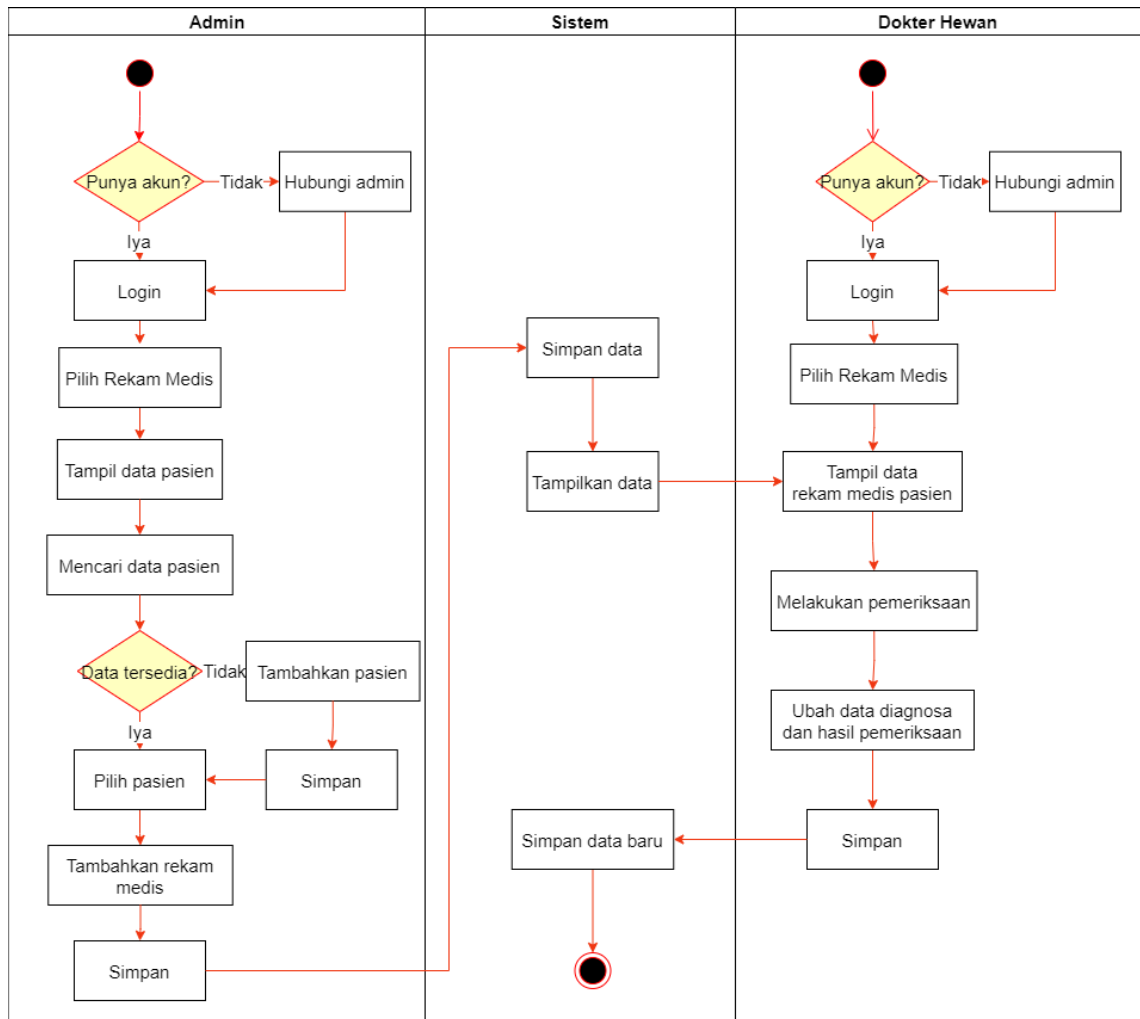 Admin
Sistem
Dokter Hewan
Punya akun?
Tidak
Hubungi admin
Iya
Login
Pilih Rekam Medis
Tampil data pasien
Mencari data pasien
Data tersedia?
Tidak
Tambahkan pasien
Iya
Pilih pasien
Simpan
Tambahkan rekam
medis
Simpan
Simpan data
Tampilkan data
Simpan data baru
Punya akun?
Tidak
Hubungi admin
Iya
Login
Pilih Rekam Medis
Tampil data
rekam medis pasien
Melakukan pemeriksaan
Ubah data diagnosa
dan hasil pemeriksaan
Simpan